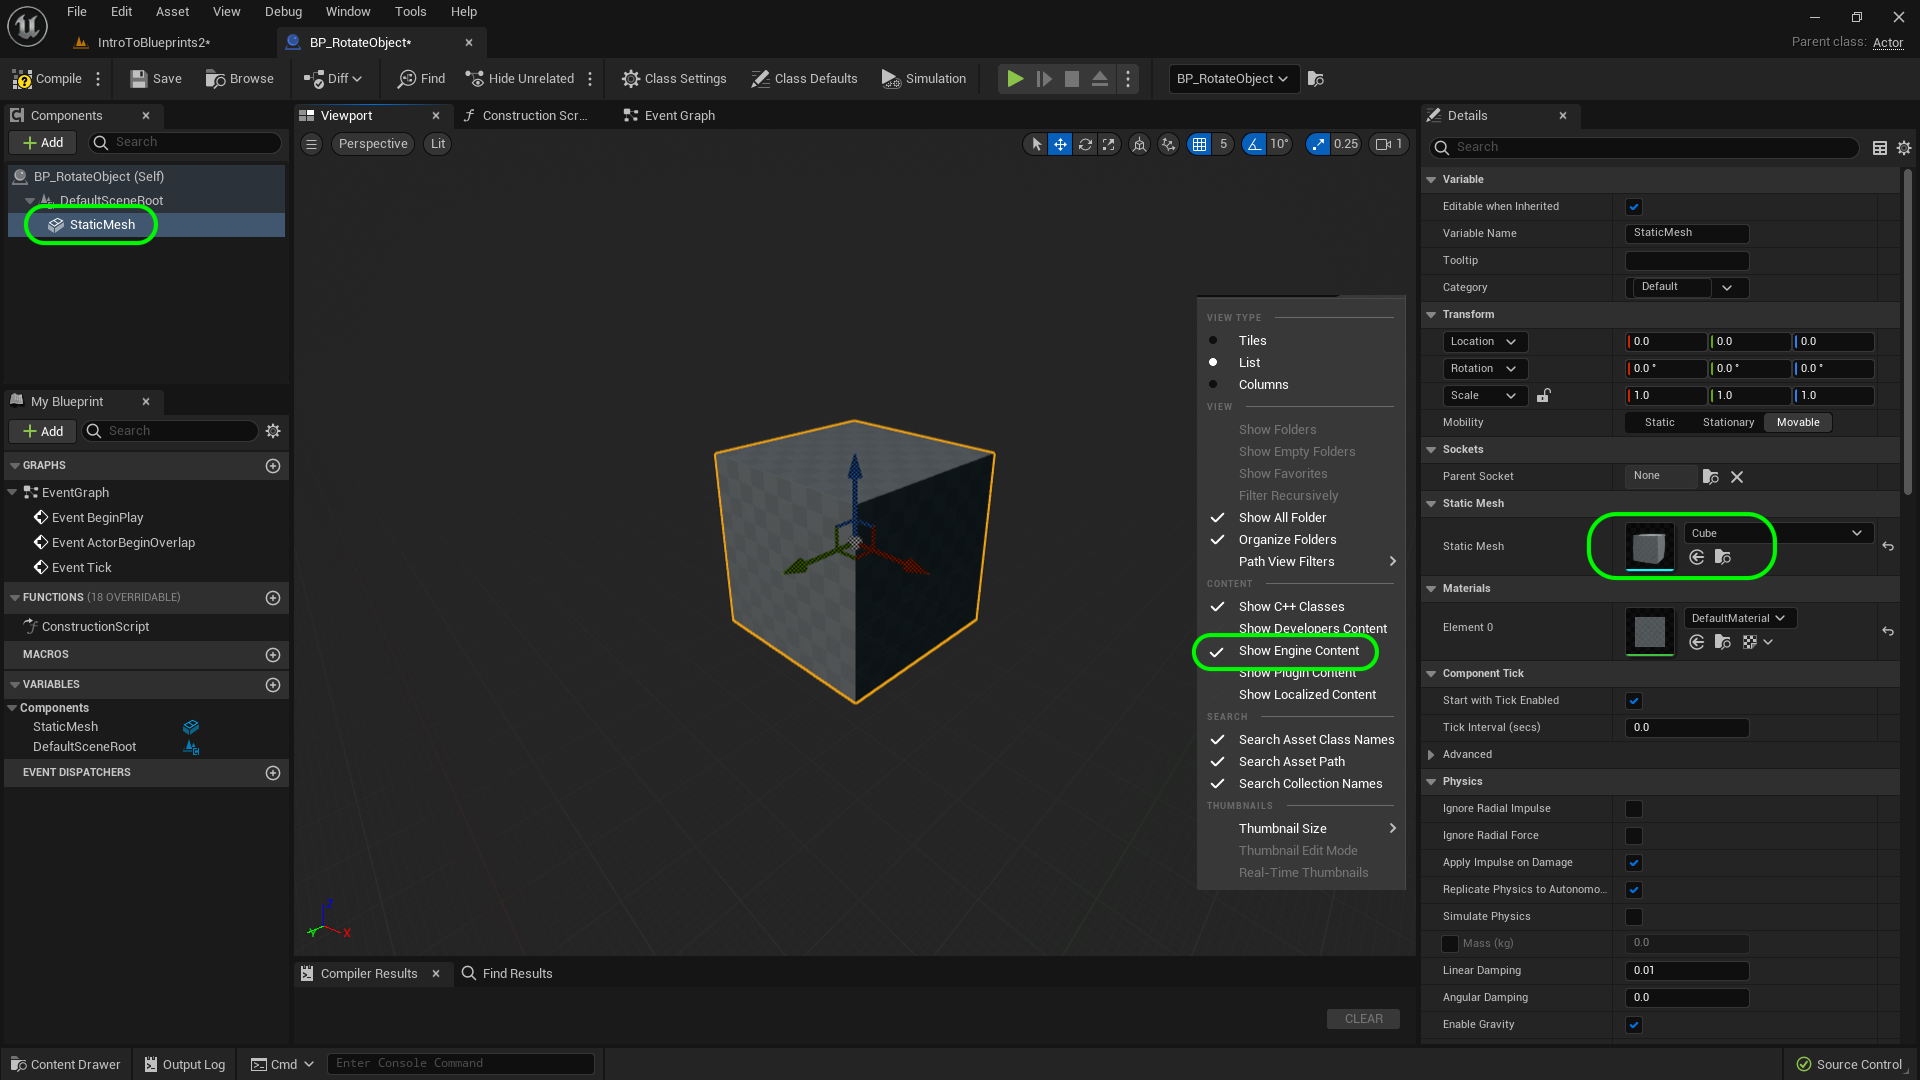 File Edit Asset View Debug Window Tools Help
IntroToBlueprints2* BP_RotateObject*
Parent class: Actor
Compile Save Browse Diff Find Hide Unrelated Class Settings Class Defaults Simulation BP_RotateObject
Components
Add Search
BP_RotateObject (Self)
DefaultSceneRoot
StaticMesh
My Blueprint
Add Search
GRAPHS
EventGraph
Event BeginPlay
Event ActorBeginOverlap
Event Tick
FUNCTIONS (18 OVERRIDABLE)
ConstructionScript
MACROS
VARIABLES
Components
StaticMesh
DefaultSceneRoot
EVENT DISPATCHERS
Viewport Construction Scr... Event Graph
Perspective Lit 5 10° 0.25 1
VIEW TYPE
Tiles
List
Columns
VIEW
Show Folders
Show Empty Folders
Show Favorites
Filter Recursively
Show All Folder
Organize Folders
Path View Filters
CONTENT
Show C++ Classes
Show Developers Content
Show Engine Content
Show Plugin Content
Show Localized Content
SEARCH
Search Asset Class Names
Search Asset Path
Search Collection Names
THUMBNAILS
Thumbnail Size
Thumbnail Edit Mode
Real-Time Thumbnails
Z
Y X
Compiler Results Find Results
CLEAR
Details
Search
Variable
Editable when Inherited
Variable Name StaticMesh
Tooltip
Category Default
Transform
Location 0.0 0.0 0.0
Rotation 0.0 ° 0.0 ° 0.0 °
Scale 1.0 1.0 1.0
Mobility Static Stationary Movable
Sockets
Parent Socket None
Static Mesh
Static Mesh Cube
Materials
Element 0 DefaultMaterial
Component Tick
Start with Tick Enabled
Tick Interval (secs) 0.0
Advanced
Physics
Ignore Radial Impulse
Ignore Radial Force
Apply Impulse on Damage
Replicate Physics to Autonomo...
Simulate Physics
Mass (kg) 0.0
Linear Damping 0.01
Angular Damping 0.0
Enable Gravity
Content Drawer Output Log Cmd Enter Console Command Source Control